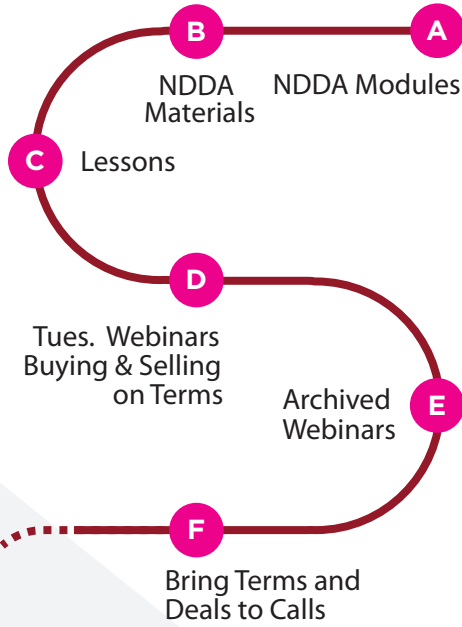 B
A
NDDA
Materials
NDDA Modules
C
Lessons
D
Tues. Webinars
Buying & Selling
on Terms
E
Archived
Webinars
F
Bring Terms and
Deals to Calls